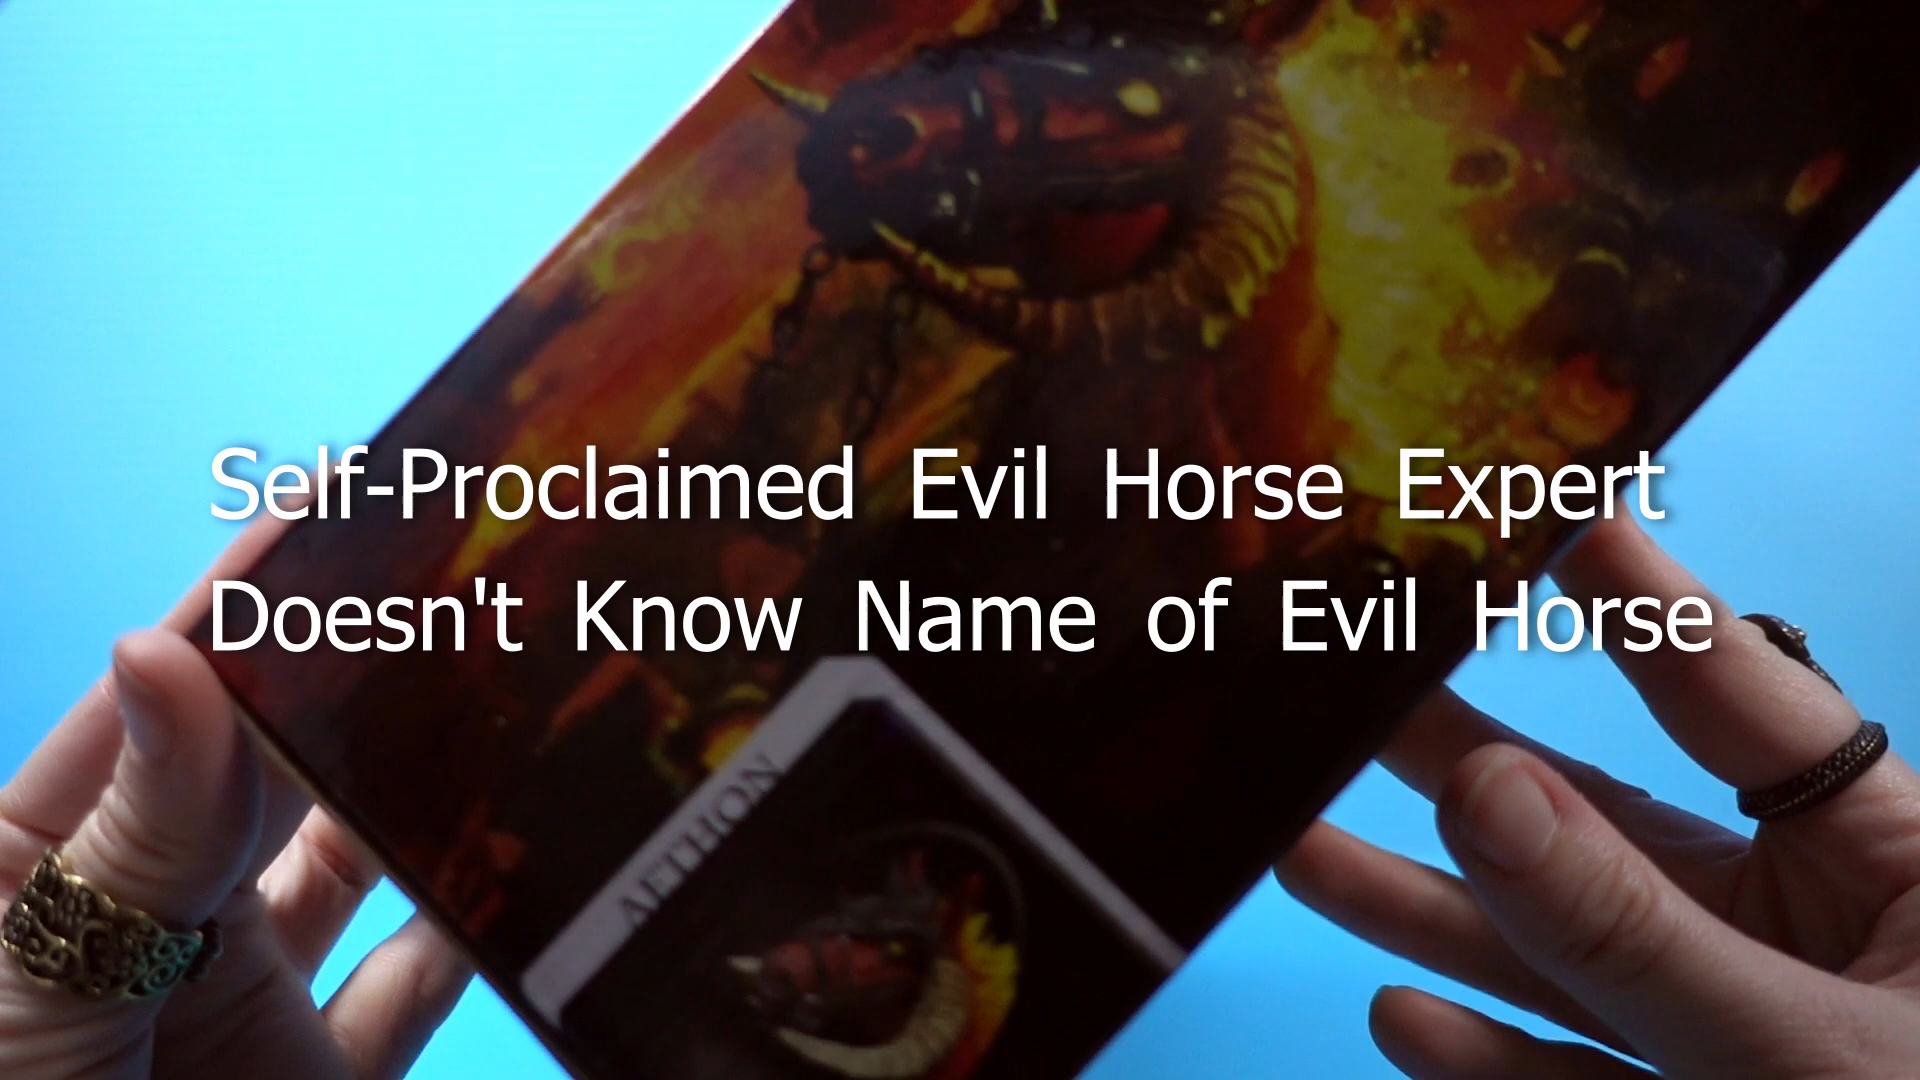 Self-Proclaimed Evil Horse Expert
Doesn't Know Name of Evil Horse
AETHON